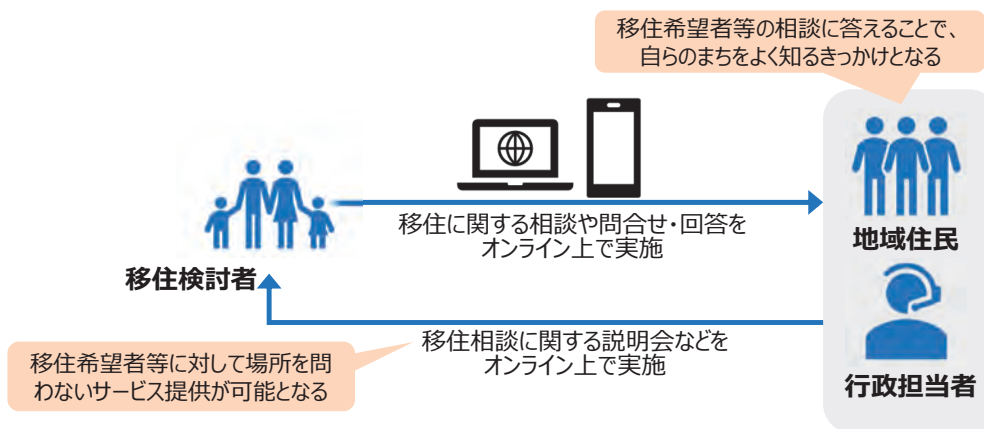 移住希望者等の相談に答えることで、
自らのまちをよく知るきっかけとなる
移住に関する相談や問合せ・回答を
オンライン上で実施
地域住民
移住検討者
移住相談に関する説明会などを
オンライン上で実施
移住希望者等に対して場所を問
わないサービス提供が可能となる
行政担当者